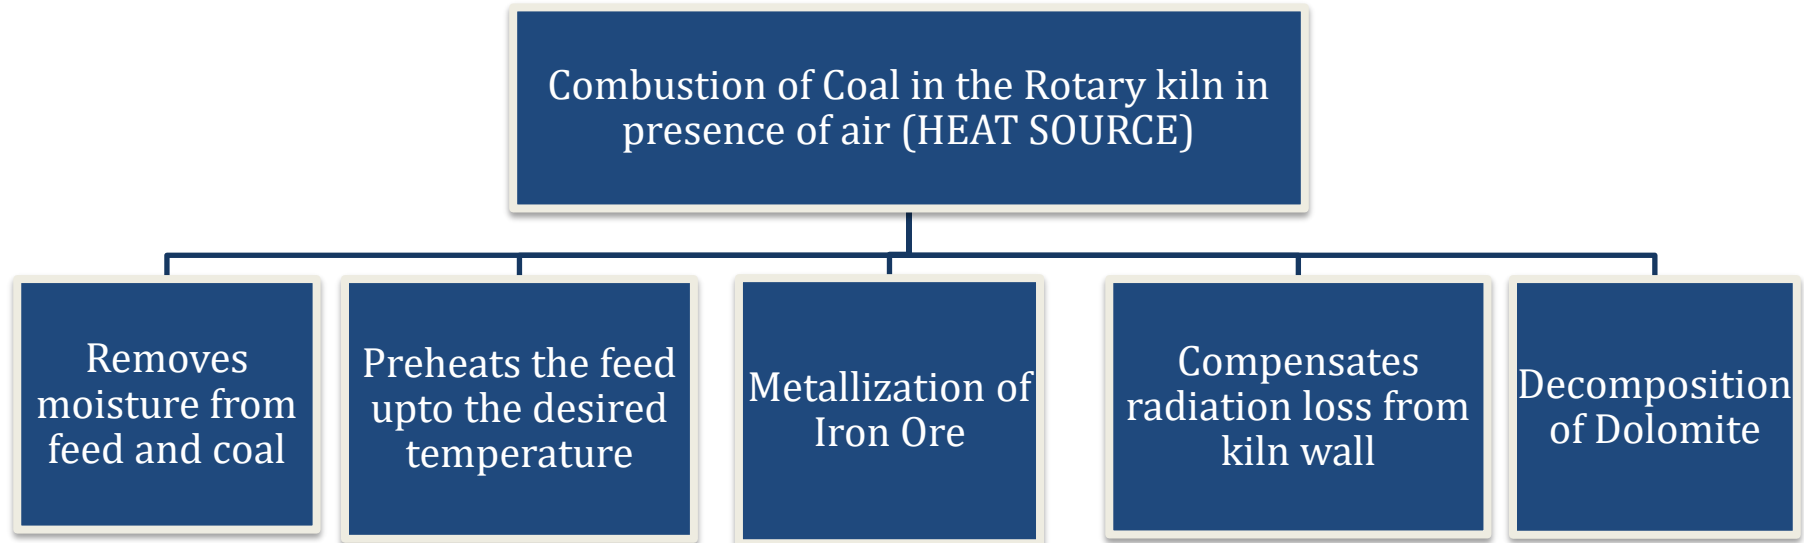 Combustion of Coal in the Rotary kiln in
presence of air (HEAT SOURCE)
Removes
moisture from
feed and coal
Preheats the feed
upto the desired
temperature
Metallization of
Iron Ore
Compensates
radiation loss from
kiln wall
Decomposition
of Dolomite